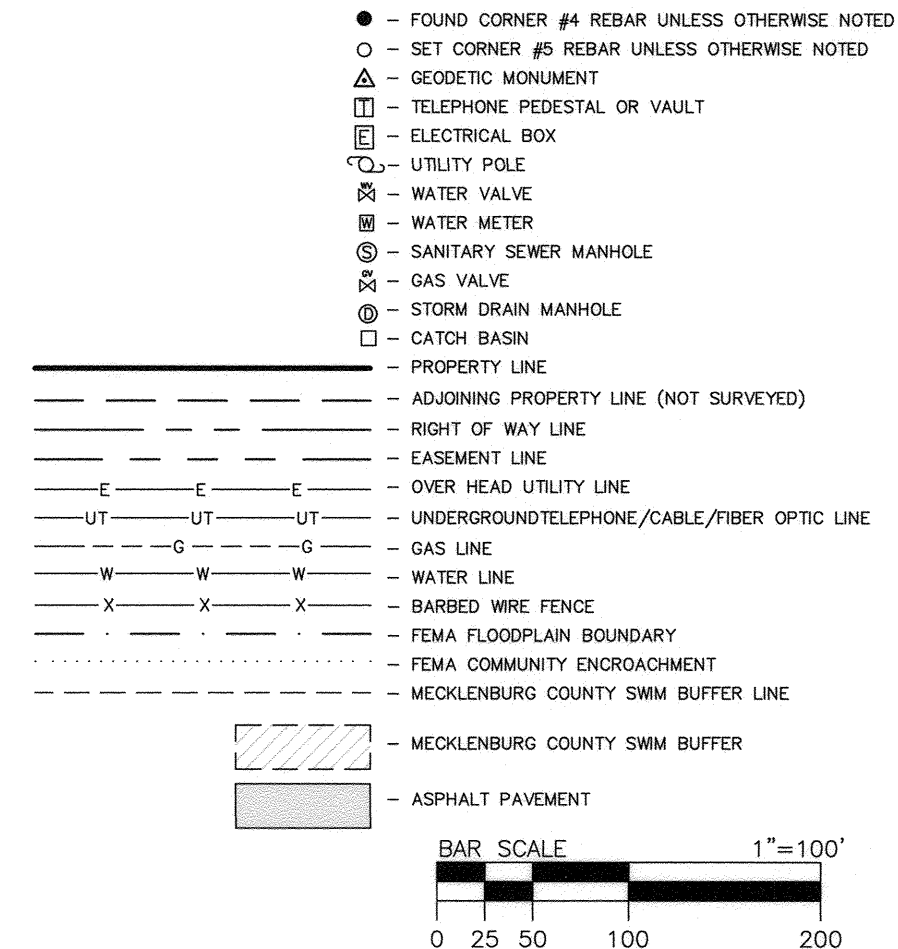 – FOUND CORNER #4 REBAR UNLESS OTHERWISE NOTED
– SET CORNER #5 REBAR UNLESS OTHERWISE NOTED
– GEODETIC MONUMENT
T – TELEPHONE PEDESTAL OR VAULT
E – ELECTRICAL BOX
– UTILITY POLE
WV – WATER VALVE
W – WATER METER
S – SANITARY SEWER MANHOLE
GV – GAS VALVE
D – STORM DRAIN MANHOLE
– CATCH BASIN
– PROPERTY LINE
– ADJOINING PROPERTY LINE (NOT SURVEYED)
– RIGHT OF WAY LINE
– EASEMENT LINE
E E E – OVER HEAD UTILITY LINE
UT UT UT – UNDERGROUNDTELEPHONE/CABLE/FIBER OPTIC LINE
G G – GAS LINE
W W W – WATER LINE
X X X – BARBED WIRE FENCE
– FEMA FLOODPLAIN BOUNDARY
– FEMA COMMUNITY ENCROACHMENT
– MECKLENBURG COUNTY SWIM BUFFER LINE
– MECKLENBURG COUNTY SWIM BUFFER
– ASPHALT PAVEMENT
BAR SCALE 1"=100'
0 25 50 100 200